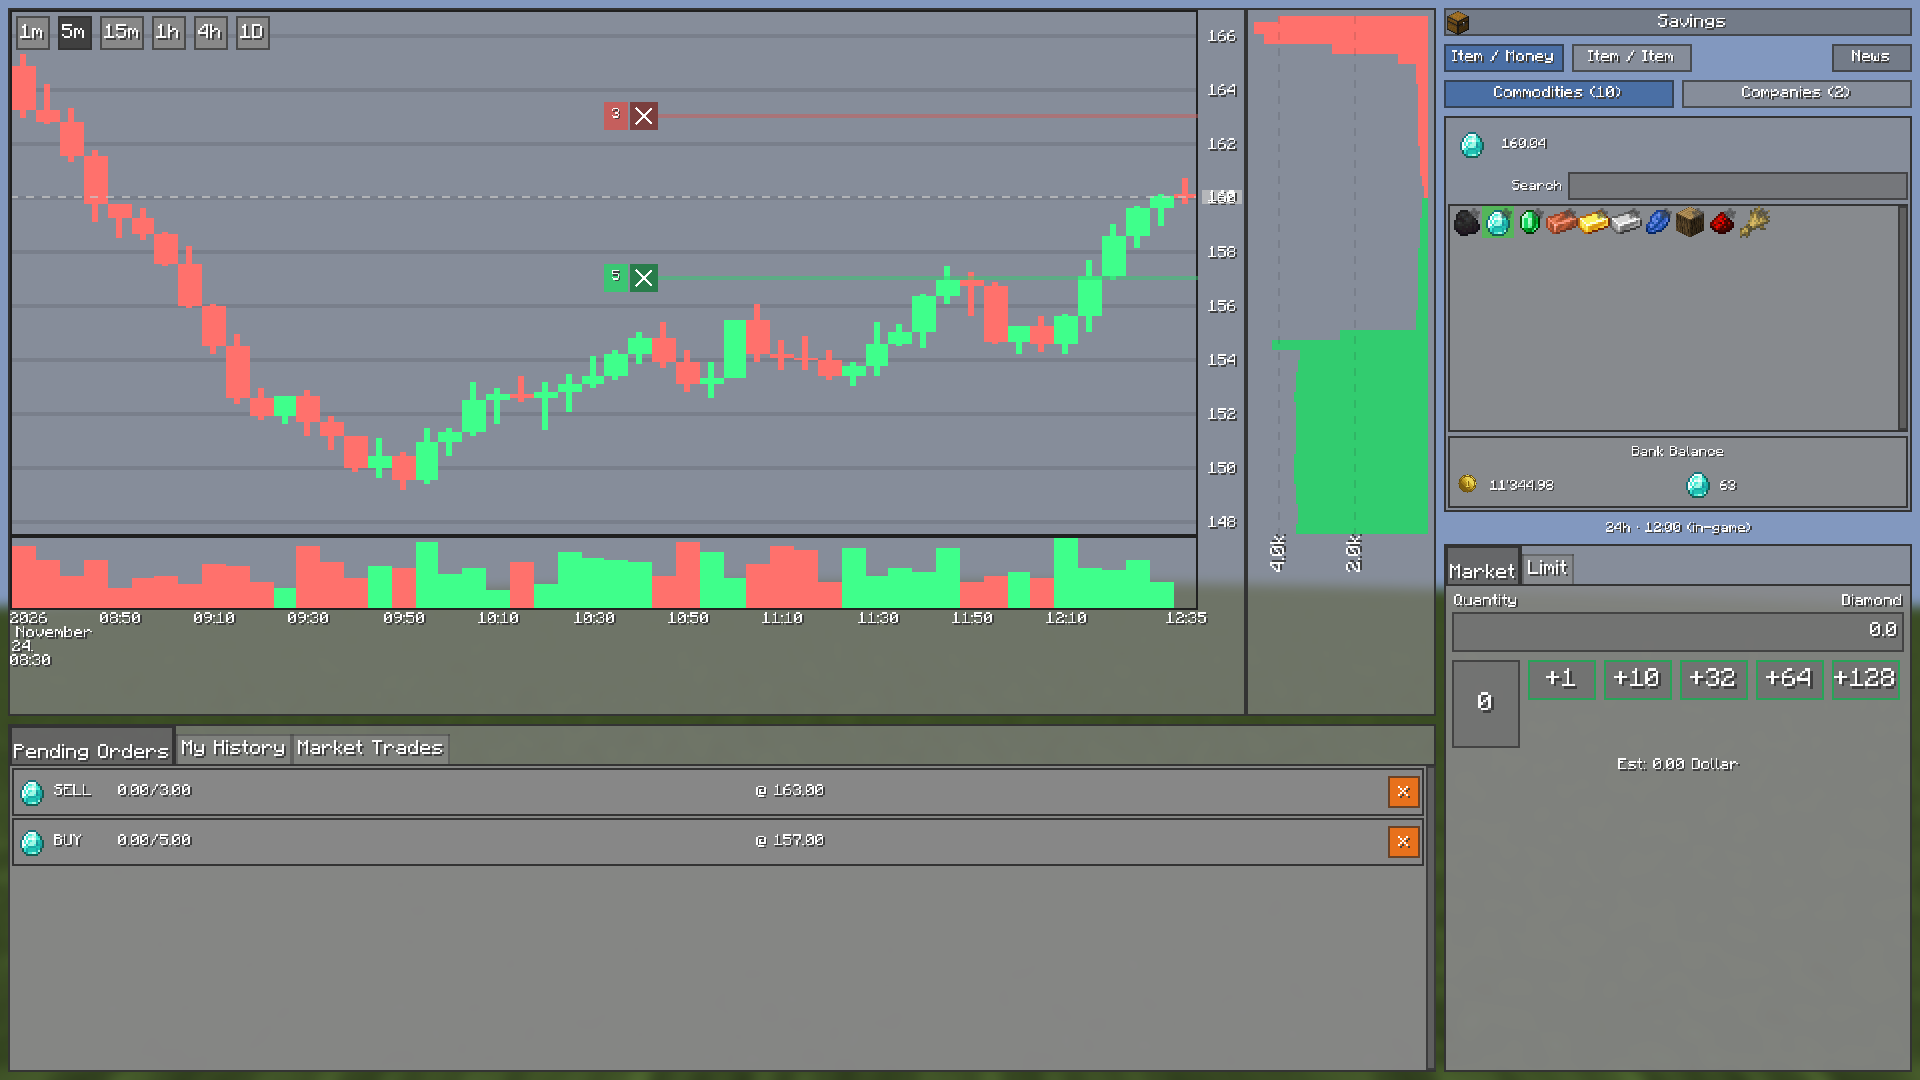 1m 5m 15m 1h 4h 1D
166
164
162
160
158
156
154
152
150
148
3
5
4.0k 2.0k
2026 08:50 09:10 09:30 09:50 10:10 10:30 10:50 11:10 11:30 11:50 12:10 12:35
November
24.
08:30
Pending Orders My History Market Trades
SELL 0.00/3.00 @ 163.00
BUY 0.00/5.00 @ 157.00
Savings
Item / Money Item / Item News
Commodities (10) Companies (2)
160.04
Search
Bank Balance
11'344.98 63
24h · 12:00 (in-game)
Market Limit
Quantity Diamond
0.0
0 +1 +10 +32 +64 +128
Est: 0.00 Dollar